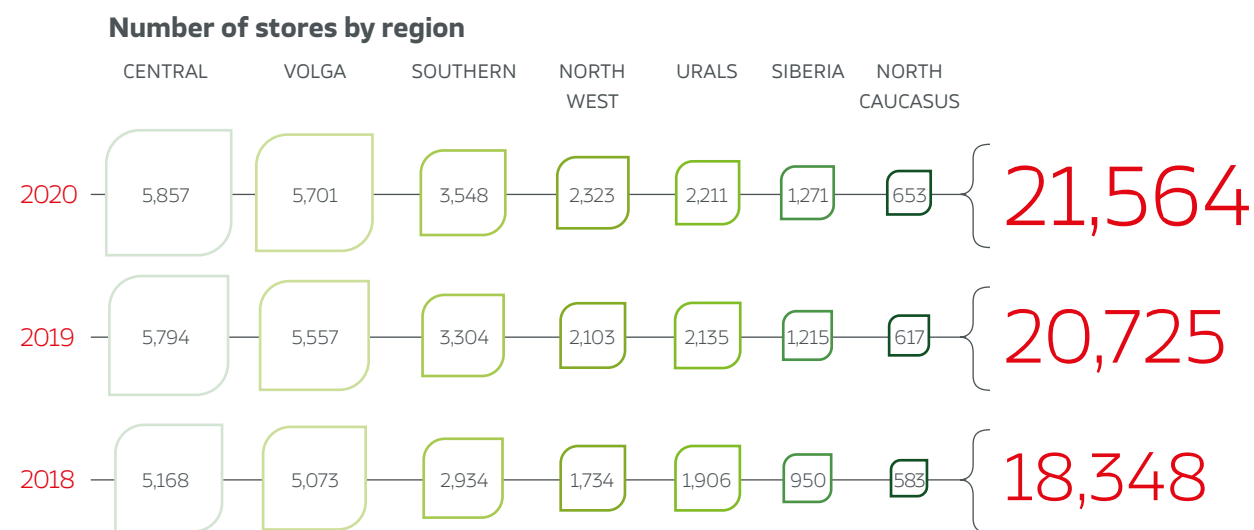 Number of stores by region
CENTRAL VOLGA SOUTHERN NORTH WEST URALS SIBERIA NORTH CAUCASUS
2020 5,857 5,701 3,548 2,323 2,211 1,271 653 21,564
2019 5,794 5,557 3,304 2,103 2,135 1,215 617 20,725
2018 5,168 5,073 2,934 1,734 1,906 950 583 18,348